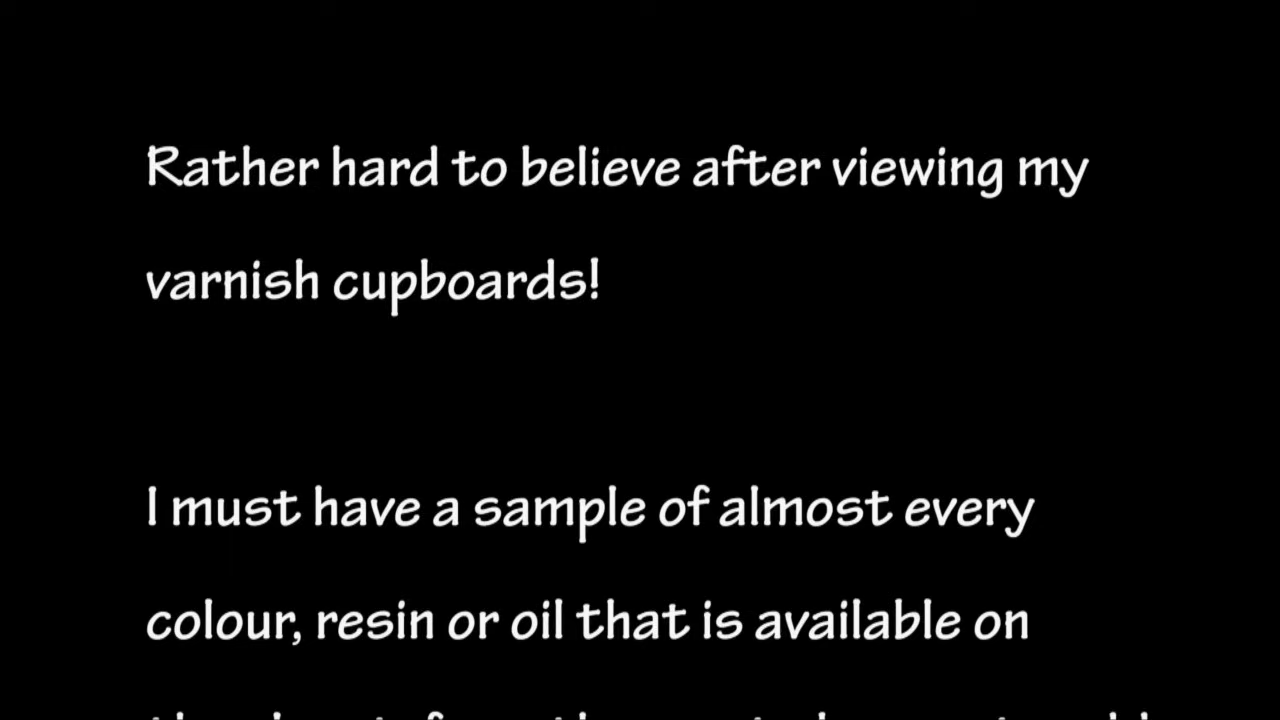 Rather hard to believe after viewing my
varnish cupboards!
I must have a sample of almost every
colour, resin or oil that is available on